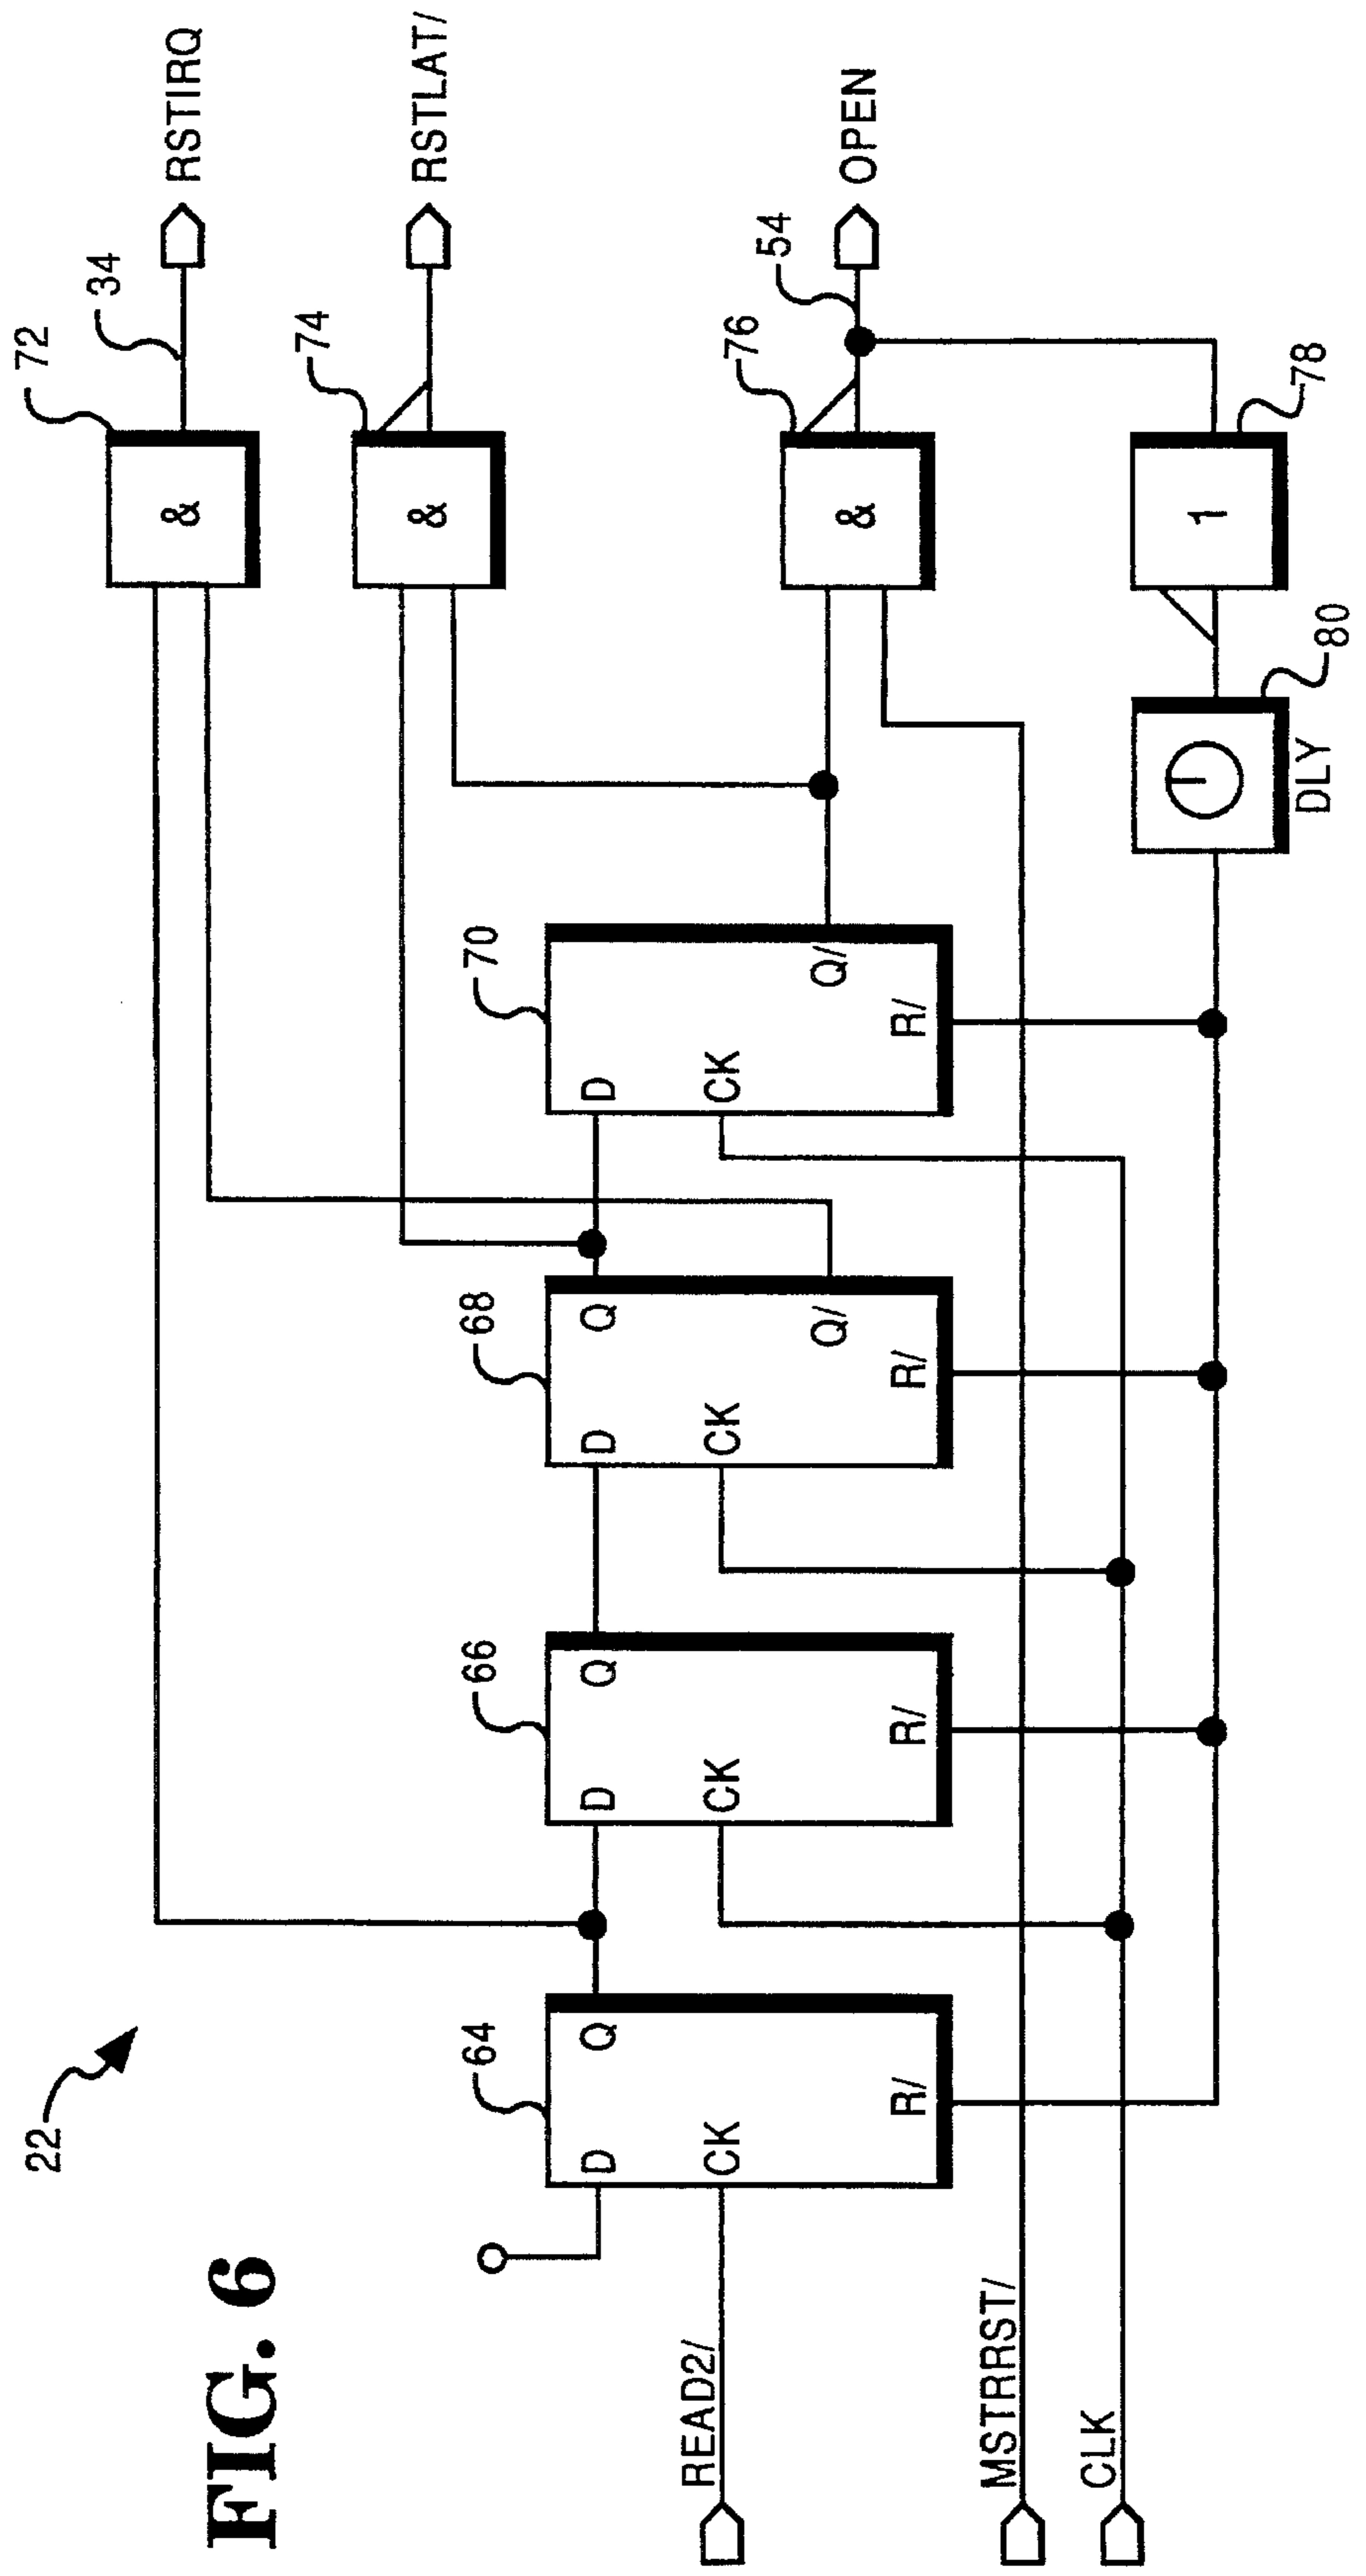 FIG. 6
22
READ2/
MSTRRST/
CLK
64
D
Q
CK
R/
66
D
Q
CK
R/
68
D
Q
CK
Q/
R/
70
D
CK
Q/
R/
72
&
34
RSTIRQ
74
&
RSTLAT/
76
&
54
OPEN
78
1
80
DLY